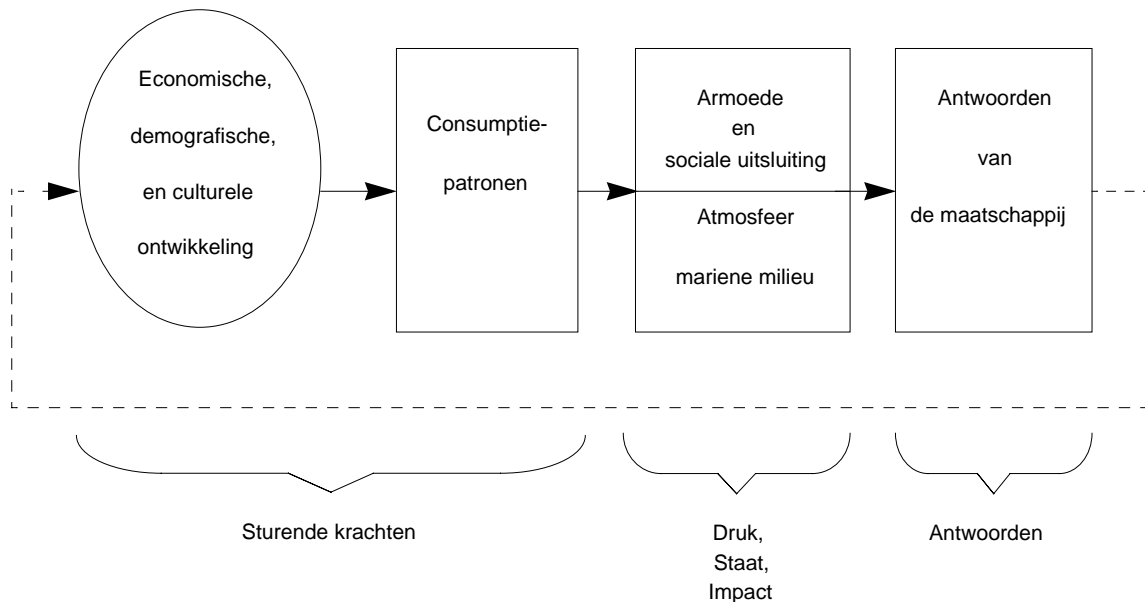 Economische,
demografische,
en culturele
ontwikkeling
Consumptie-
patronen
Armoede
en
sociale uitsluiting
Atmosfeer
mariene milieu
Antwoorden
van
de maatschappij
Sturende krachten
Druk,
Staat,
Impact
Antwoorden